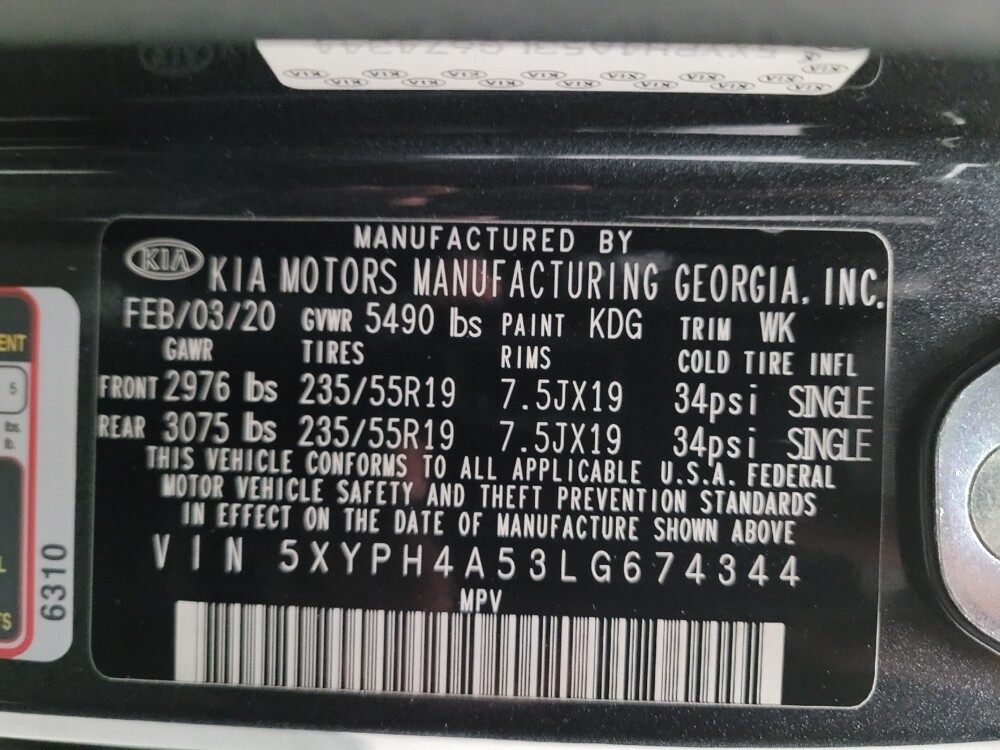 MANUFACTURED BY
KIA KIA MOTORS MANUFACTURING GEORGIA, INC.
FEB/03/20 GVWR 5490 lbs PAINT KDG TRIM WK
GAWR TIRES RIMS COLD TIRE INFL
FRONT 2976 lbs 235/55R19 7.5JX19 34psi SINGLE
REAR 3075 lbs 235/55R19 7.5JX19 34psi SINGLE
THIS VEHICLE CONFORMS TO ALL APPLICABLE U.S.A. FEDERAL
MOTOR VEHICLE SAFETY AND THEFT PREVENTION STANDARDS
IN EFFECT ON THE DATE OF MANUFACTURE SHOWN ABOVE
VIN 5XYPH4A53LG674344
MPV
5
lbs.
lb.
6310